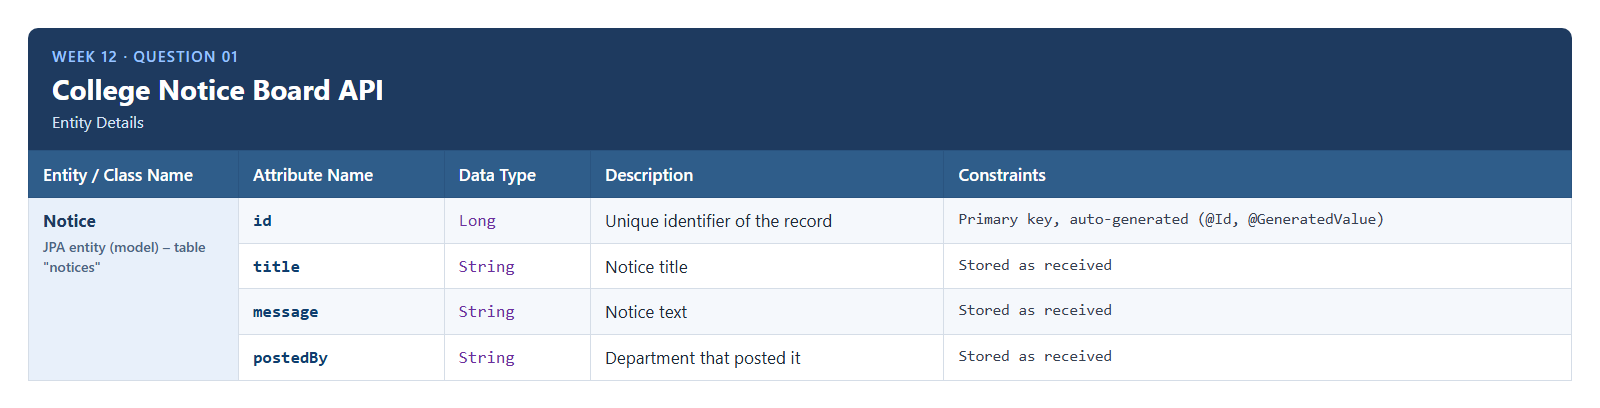 WEEK 12 · QUESTION 01
College Notice Board API
Entity Details
Entity / Class Name Attribute Name Data Type Description Constraints
Notice id Long Unique identifier of the record Primary key, auto-generated (@Id, @GeneratedValue)
JPA entity (model) – table
"notices"
title String Notice title Stored as received
message String Notice text Stored as received
postedBy String Department that posted it Stored as received